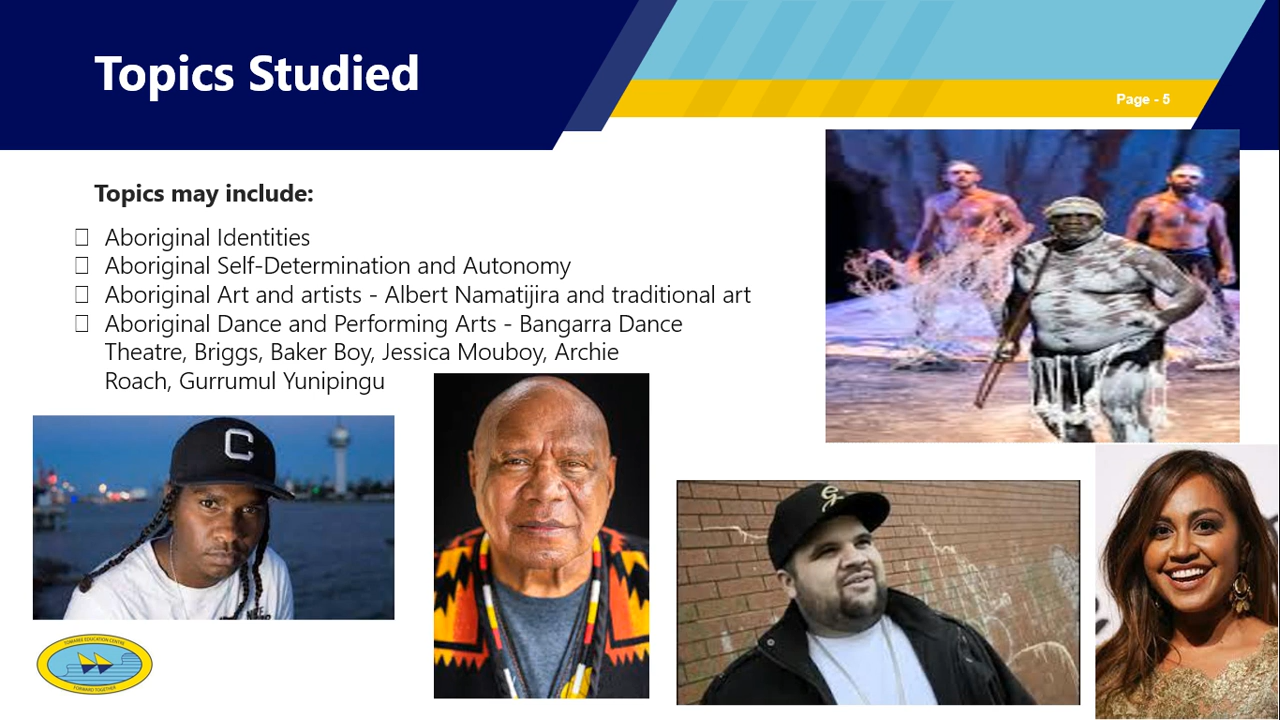 Topics Studied
Page - 5
Topics may include:
Aboriginal Identities
Aboriginal Self-Determination and Autonomy
Aboriginal Art and artists - Albert Namatijira and traditional art
Aboriginal Dance and Performing Arts - Bangarra Dance
Theatre, Briggs, Baker Boy, Jessica Mouboy, Archie
Roach, Gurrumul Yunipingu
C
FORWARD TOGETHER